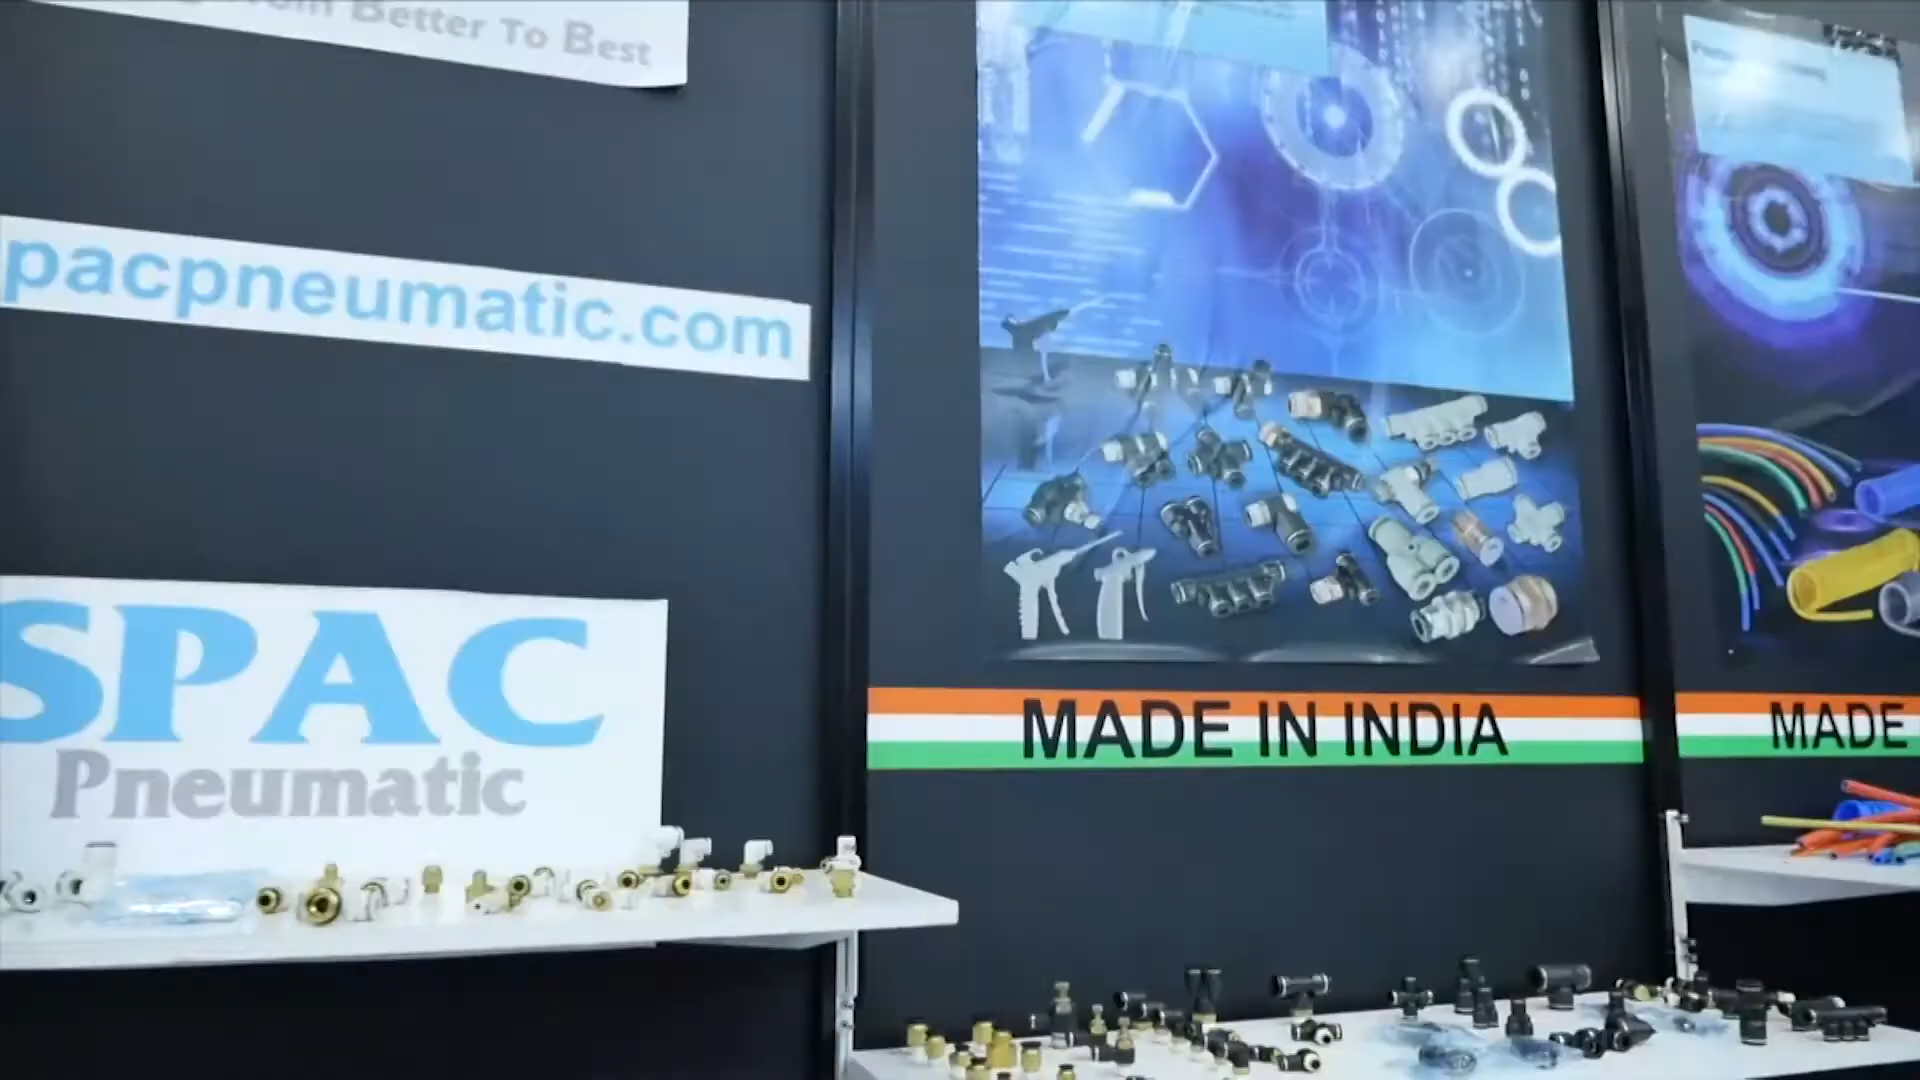 Better To Best
pacpneumatic.com
SPAC
Pneumatic
MADE IN INDIA
MADE